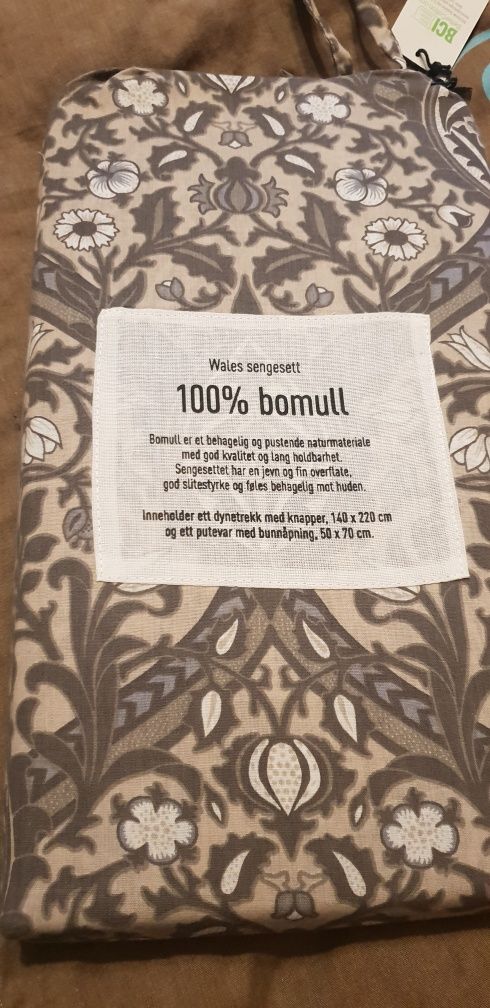 BCI
Wales sengesett
100% bomull
Bomull er et behagelig og pustende naturmateriale
med god kvalitet og lang holdbarhet.
Sengesettet har en jevn og fin overflate,
god slitestyrke og føles behagelig mot huden.
Inneholder ett dynetrekk med knapper, 140 x 220 cm
og ett putevar med bunnåpning, 50 x 70 cm.